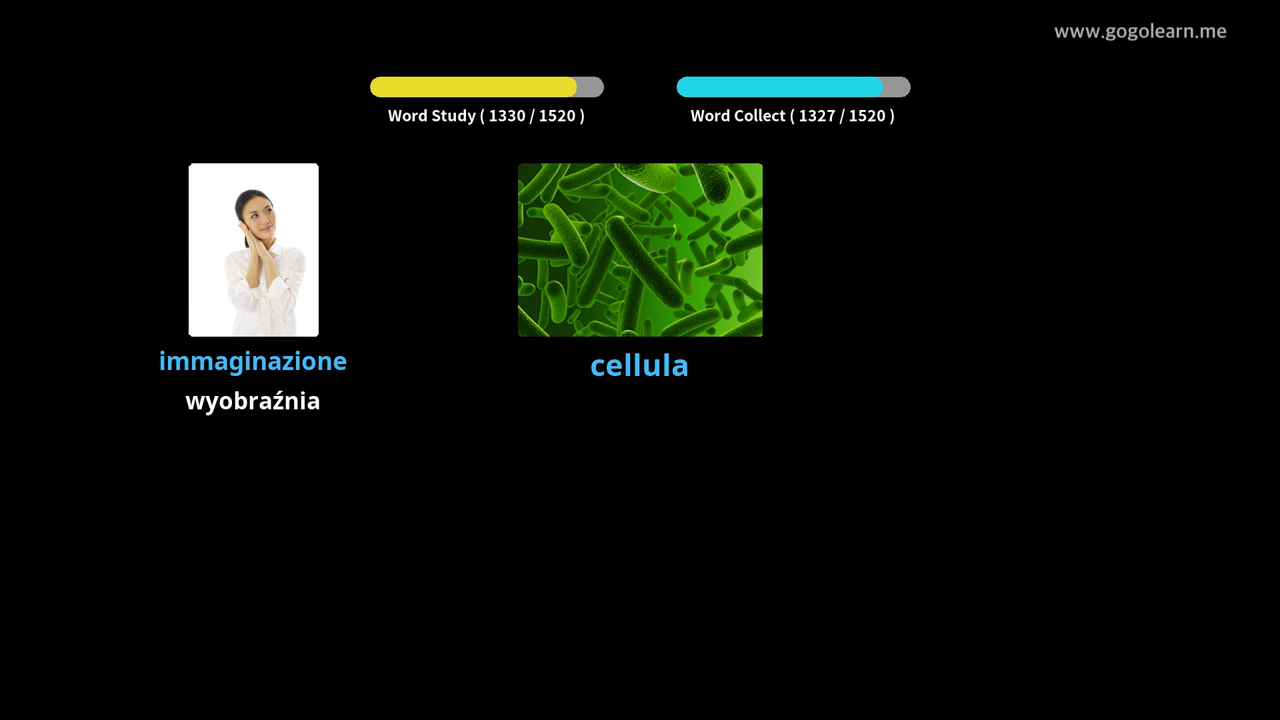 www.gogolearn.me
Word Study ( 1330 / 1520 )
Word Collect ( 1327 / 1520 )
immaginazione
wyobraźnia
cellula